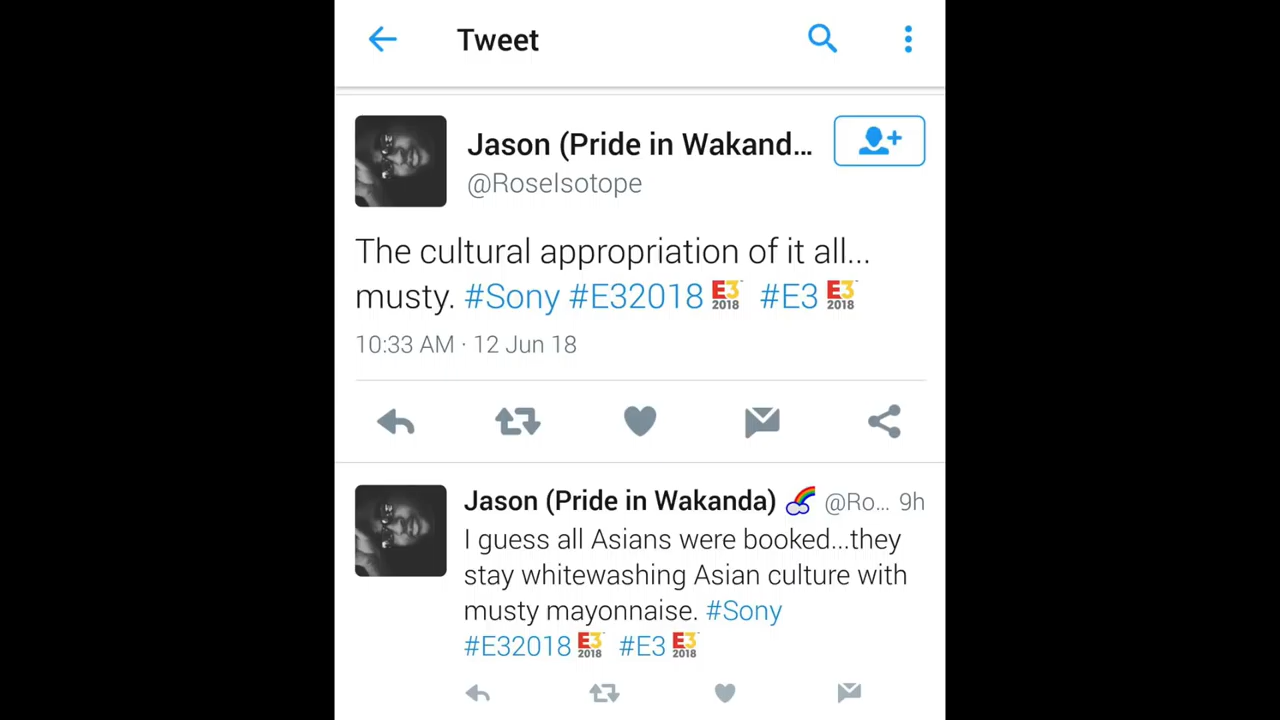 Tweet
Jason (Pride in Wakand...
@RoseIsotope
The cultural appropriation of it all...
musty. #Sony #E32018 E3 2018 #E3 E3 2018
10:33 AM · 12 Jun 18
Jason (Pride in Wakanda) @Ro... 9h
I guess all Asians were booked...they
stay whitewashing Asian culture with
musty mayonnaise. #Sony
#E32018 E3 2018 #E3 E3 2018